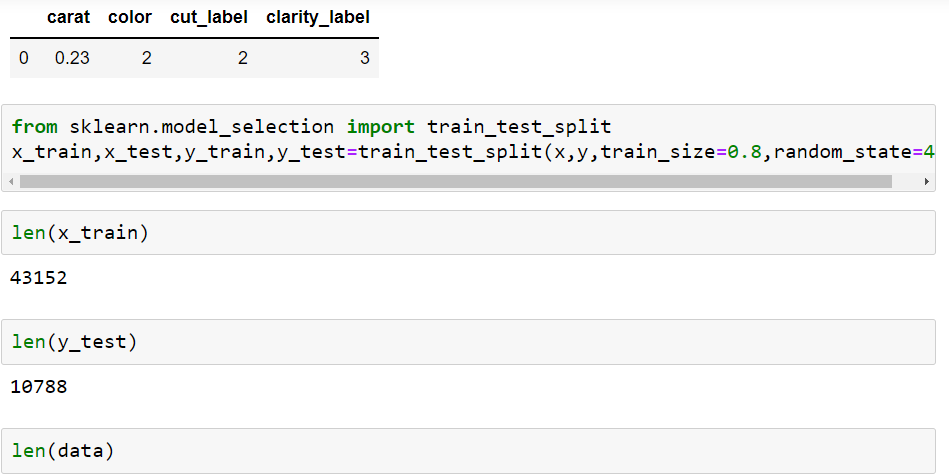 carat color cut_label clarity_label
0 0.23 2 2 3
from sklearn.model_selection import train_test_split
x_train,x_test,y_train,y_test=train_test_split(x,y,train_size=0.8,random_state=4
len(x_train)
43152
len(y_test)
10788
len(data)